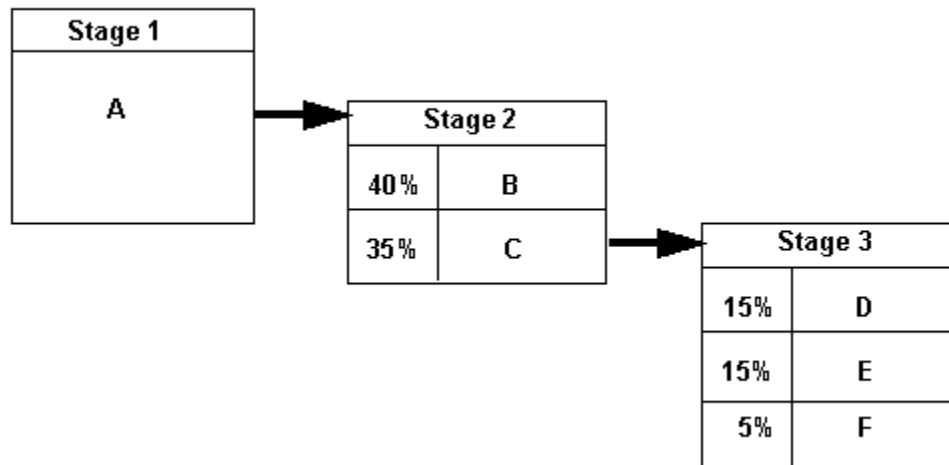 Stage 1
A
Stage 2
40% B
35% C
Stage 3
15% D
15% E
5% F